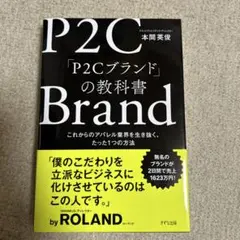 P2C
「P2Cブランド」
の教科書
本間英俊
Brand
これからのアパレル業界を生き抜く、
たった1つの方法
「僕のこだわりを
立派なビジネスに
化けさせているのは
この人です。」
by ROLAND
無名の
ブランドが
2日間で売上
1623万円!